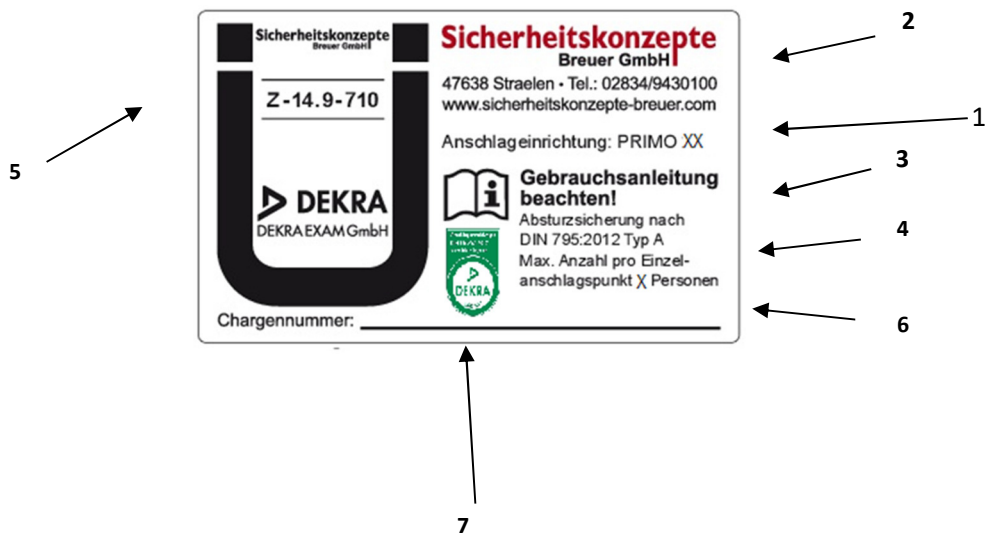 Sicherheitskonzepte
Breuer GmbH
Z-14.9-710
DEKRA
DEKRA EXAM GmbH
Sicherheitskonzepte
Breuer GmbH
47638 Straelen • Tel.: 02834/9430100
www.sicherheitskonzepte-breuer.com
Anschlageinrichtung: PRIMO XX
Gebrauchsanleitung
beachten!
Absturzsicherung nach
DIN 795:2012 Typ A
Max. Anzahl pro Einzel-
anschlagspunkt X Personen
DEKRA
Chargennummer:
2
1
3
4
5
6
7